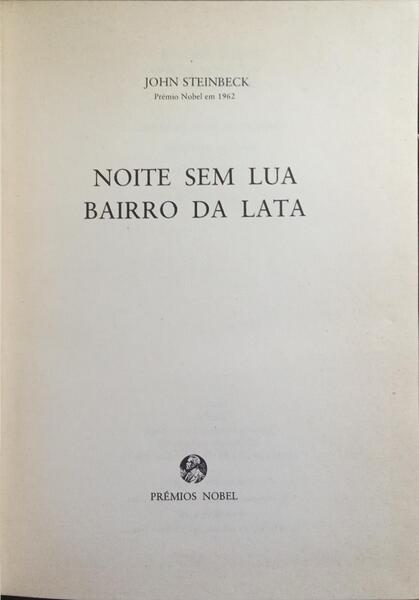 JOHN STEINBECK
Prémio Nobel em 1962
NOITE SEM LUA
BAIRRO DA LATA
PRÉMIOS NOBEL